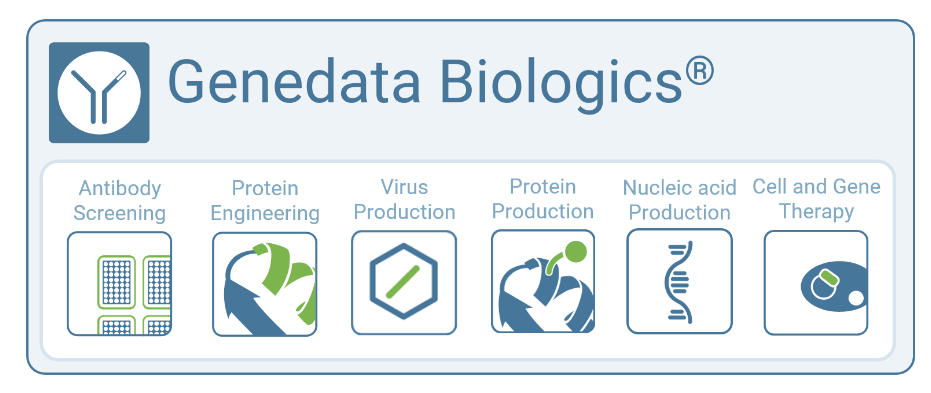 Genedata Biologics®
Antibody
Screening
Protein
Engineering
Virus
Production
Protein
Production
Nucleic acid
Production
Cell and Gene
Therapy